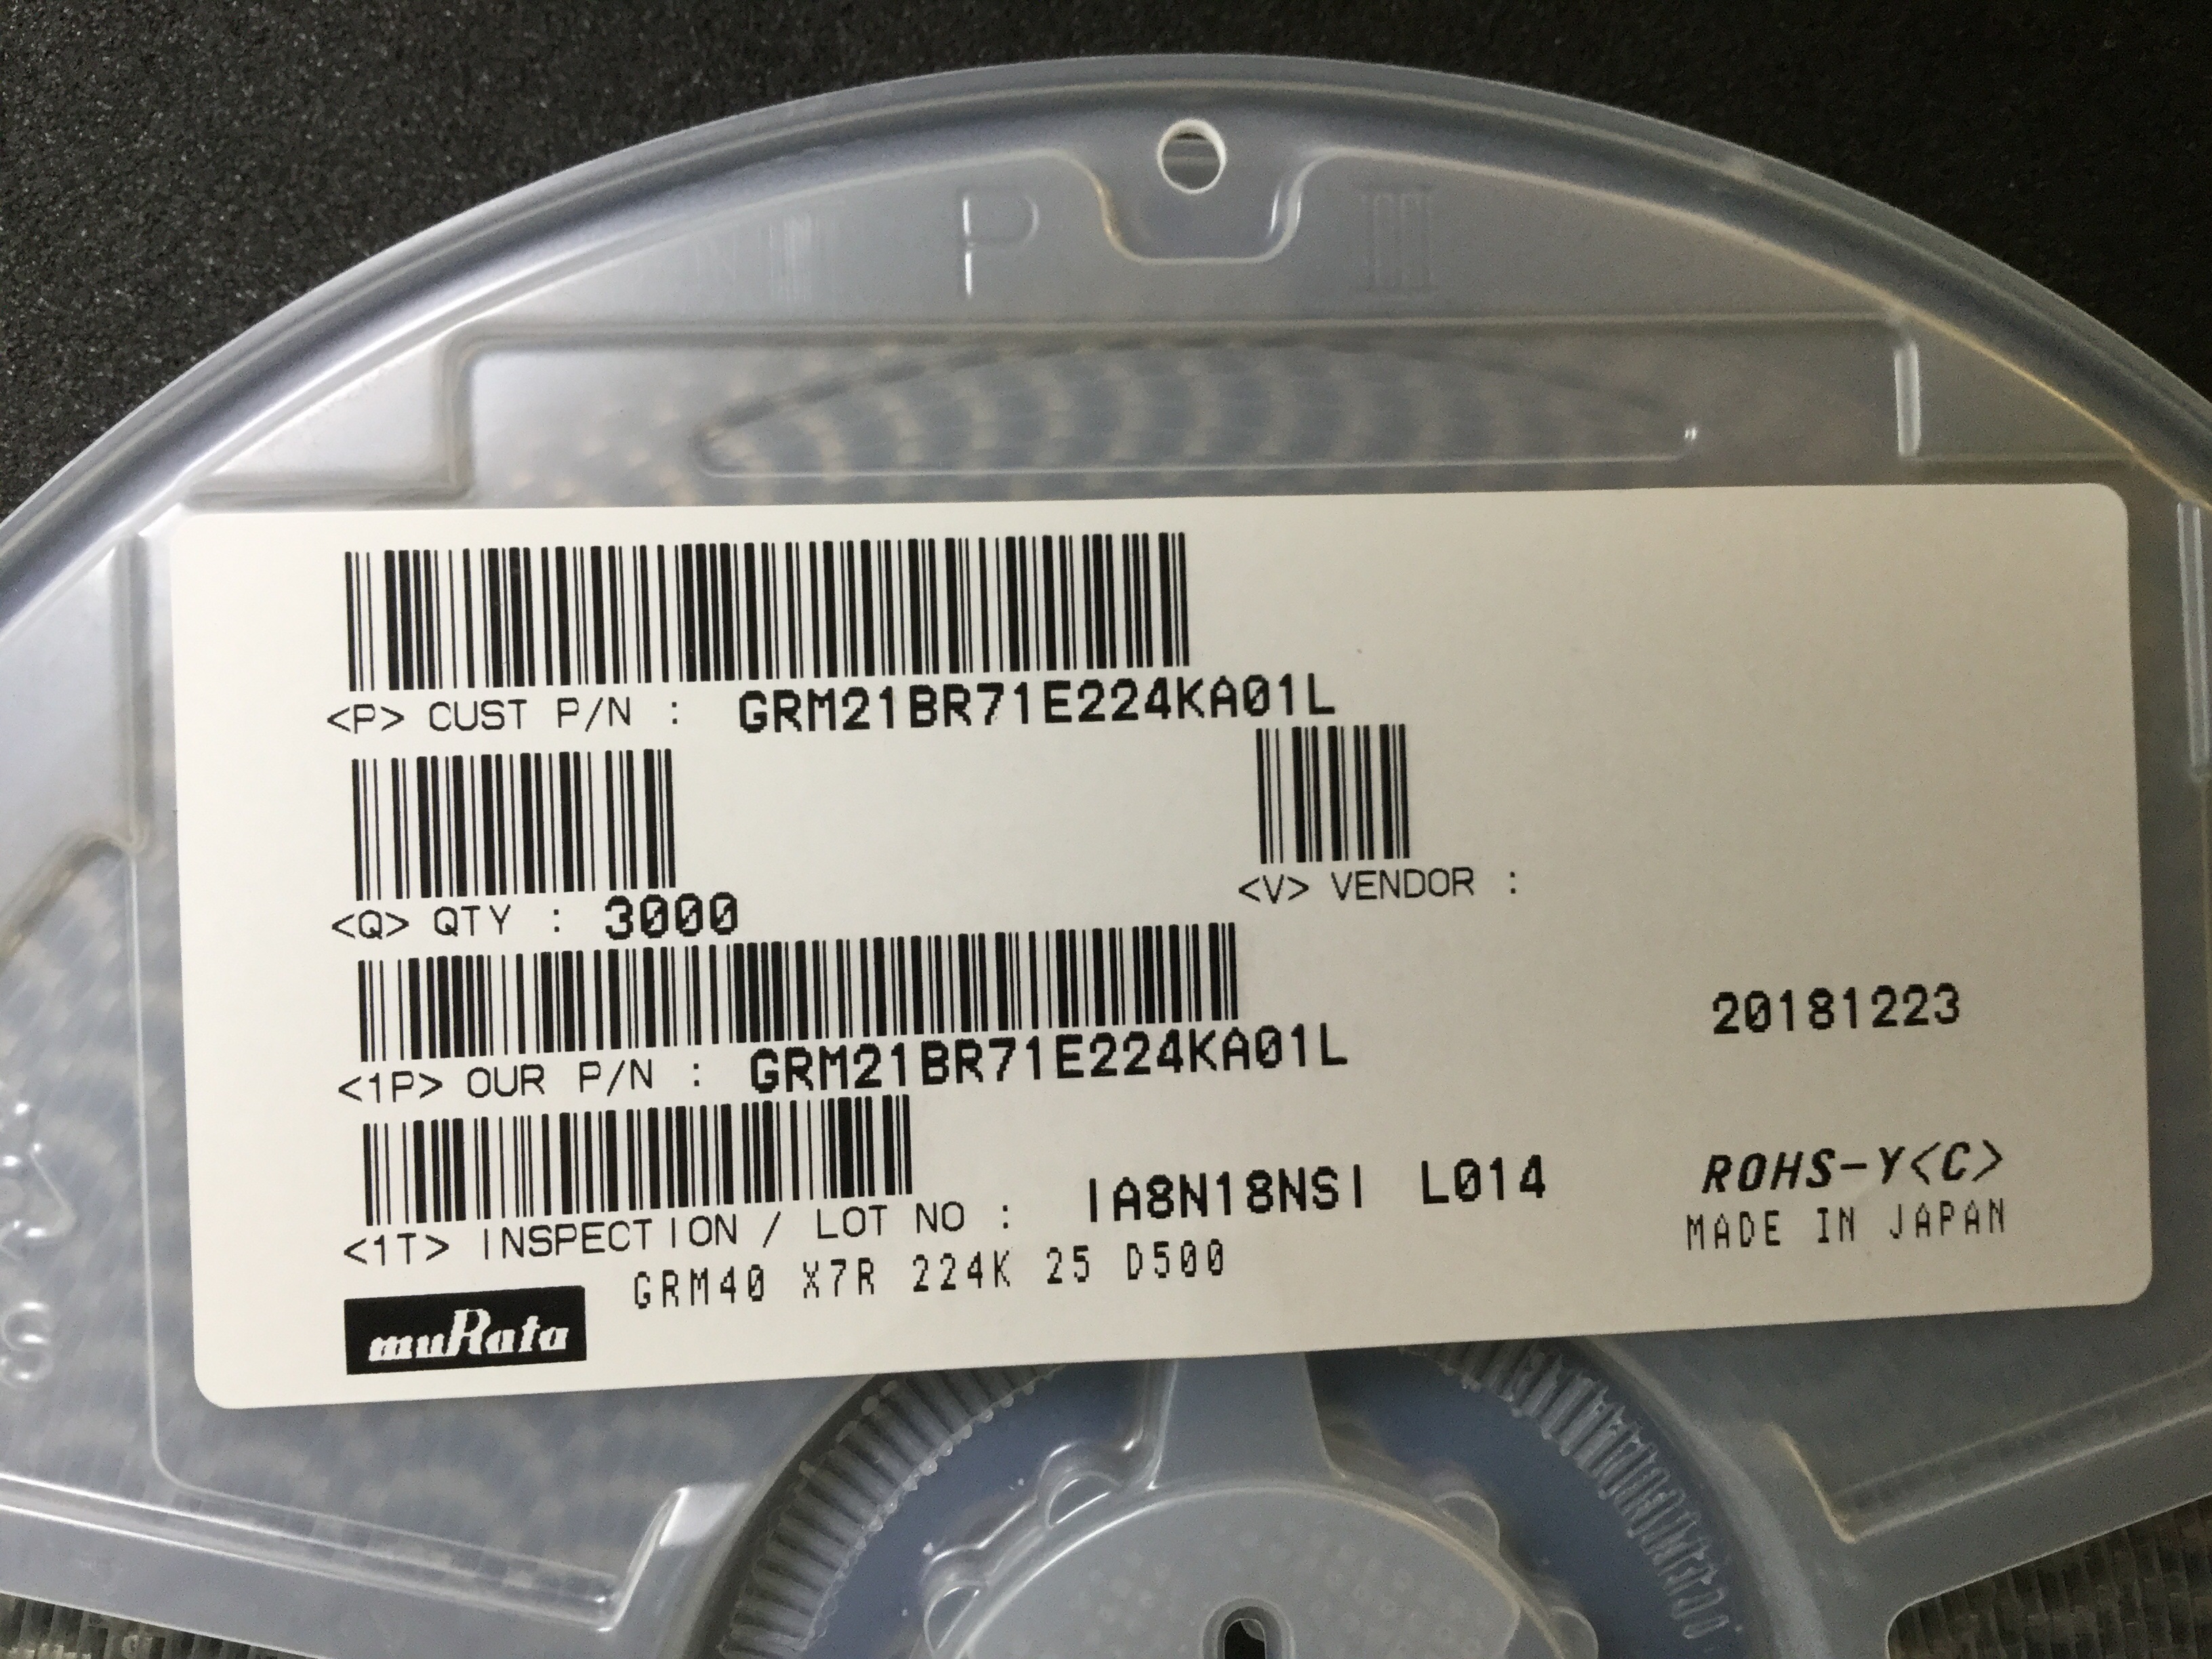 P III
<P> CUST P/N : GRM21BR71E224KA01L
<Q> QTY : 3000
<V> VENDOR :
<1P> OUR P/N : GRM21BR71E224KA01L
20181223
<1T> INSPECTION / LOT NO : IA8N18NSI L014
ROHS-Y<C>
MADE IN JAPAN
GRM40 X7R 224K 25 D500
muRata